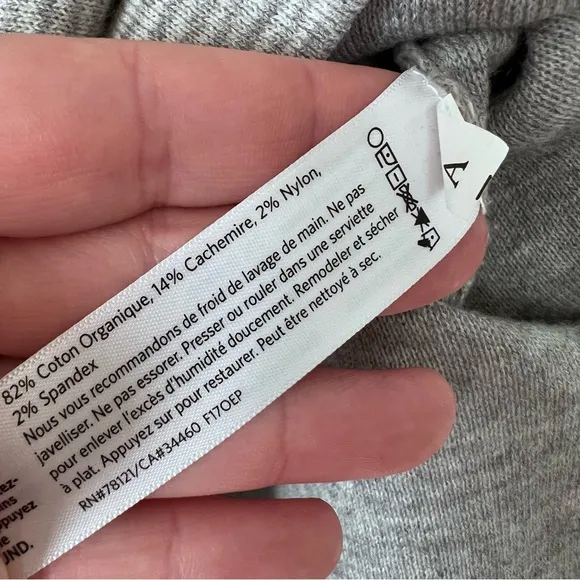 82% Coton Organique, 14% Cachemire, 2% Nylon,
2% Spandex
Nous vous recommandons de froid de lavage de main. Ne pas
javelliser. Ne pas essorer. Presser ou rouler dans une serviette
pour enlever l'excès d'humidité doucement. Remodeler et sécher
à plat. Appuyez sur pour restaurer. Peut être nettoyé à sec.
RN#78121/CA#34460 F17OEP
A